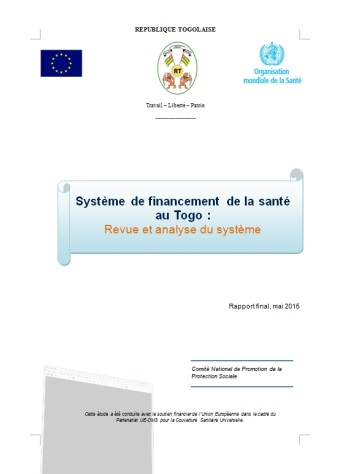 REPUBLIQUE TOGOLAISE
RT
Organisation
mondiale de la Santé
Travail – Liberté – Patrie
Système de financement de la santé
au Togo :
Revue et analyse du système
Rapport final, mai 2015
Comité National de Promotion de la
Protection Sociale
Cette étude a été conduite avec le soutien financier de l'Union Européenne dans le cadre du
Partenariat UE-OMS pour la Couverture Sanitaire Universelle